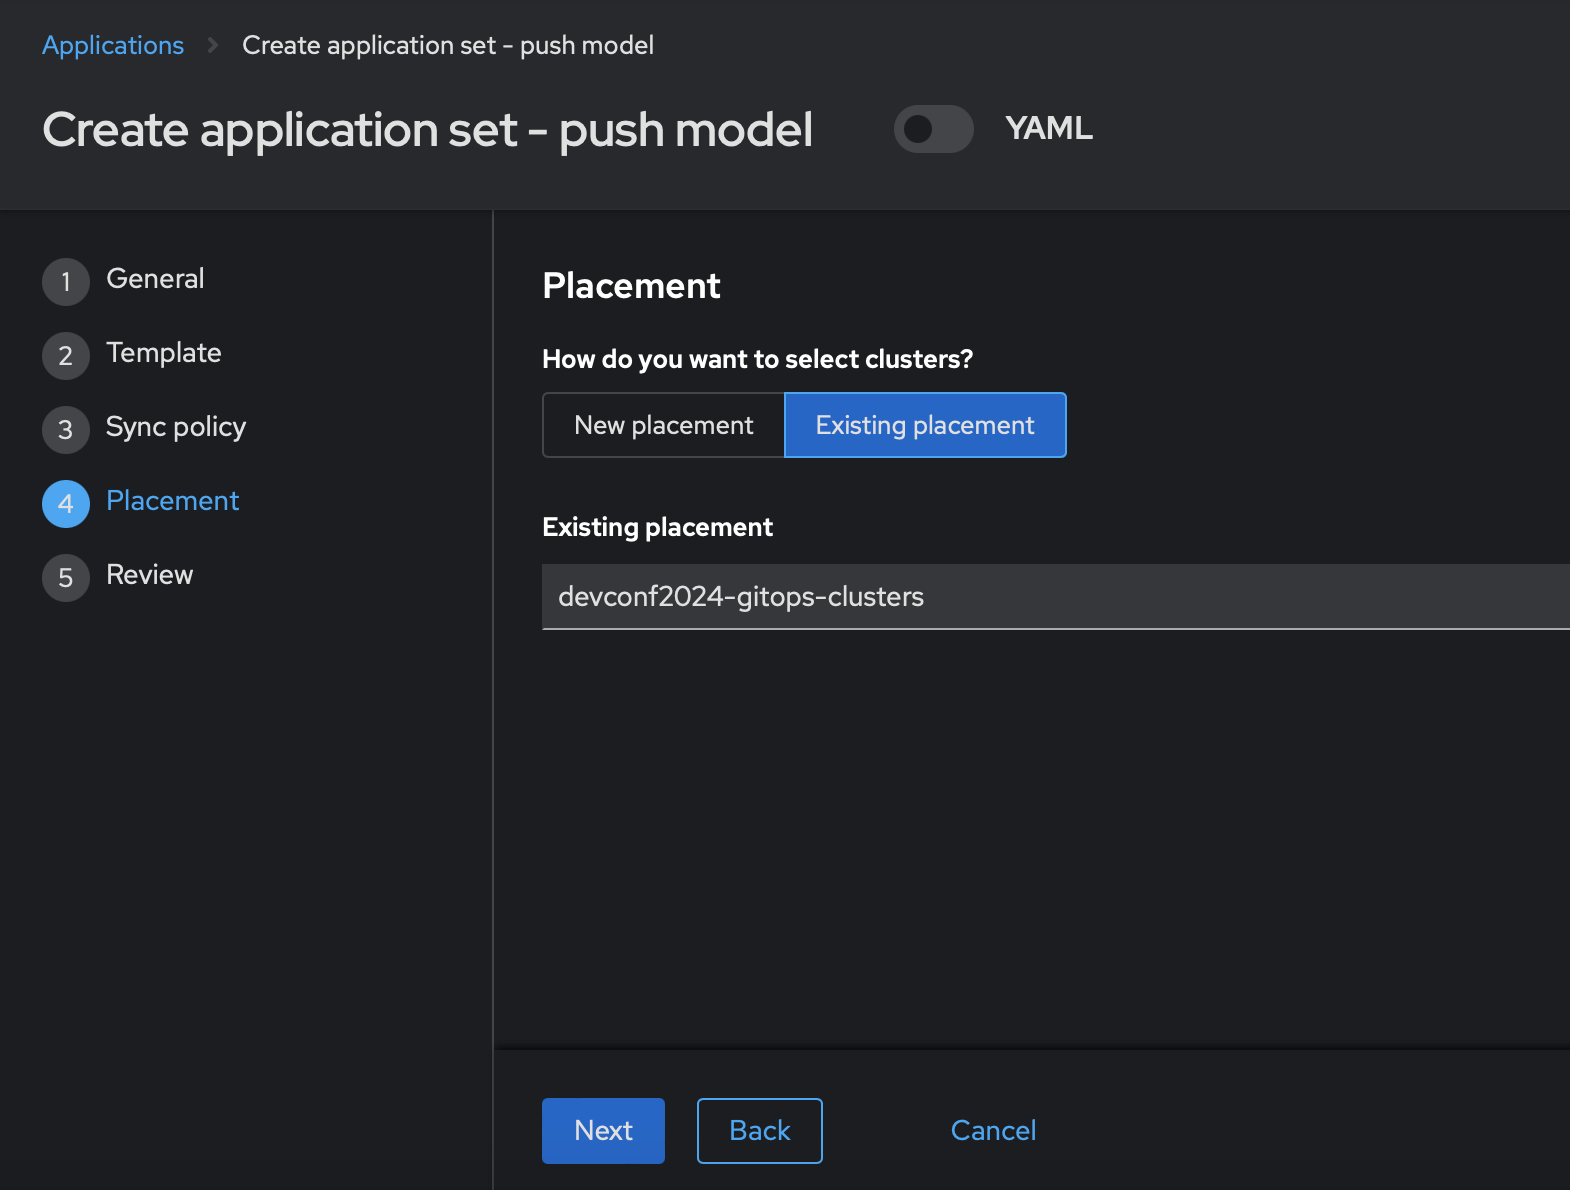 Applications > Create application set - push model
Create application set - push model
YAML
1 General
2 Template
3 Sync policy
4 Placement
5 Review
Placement
How do you want to select clusters?
New placement Existing placement
Existing placement
devconf2024-gitops-clusters
Next Back Cancel